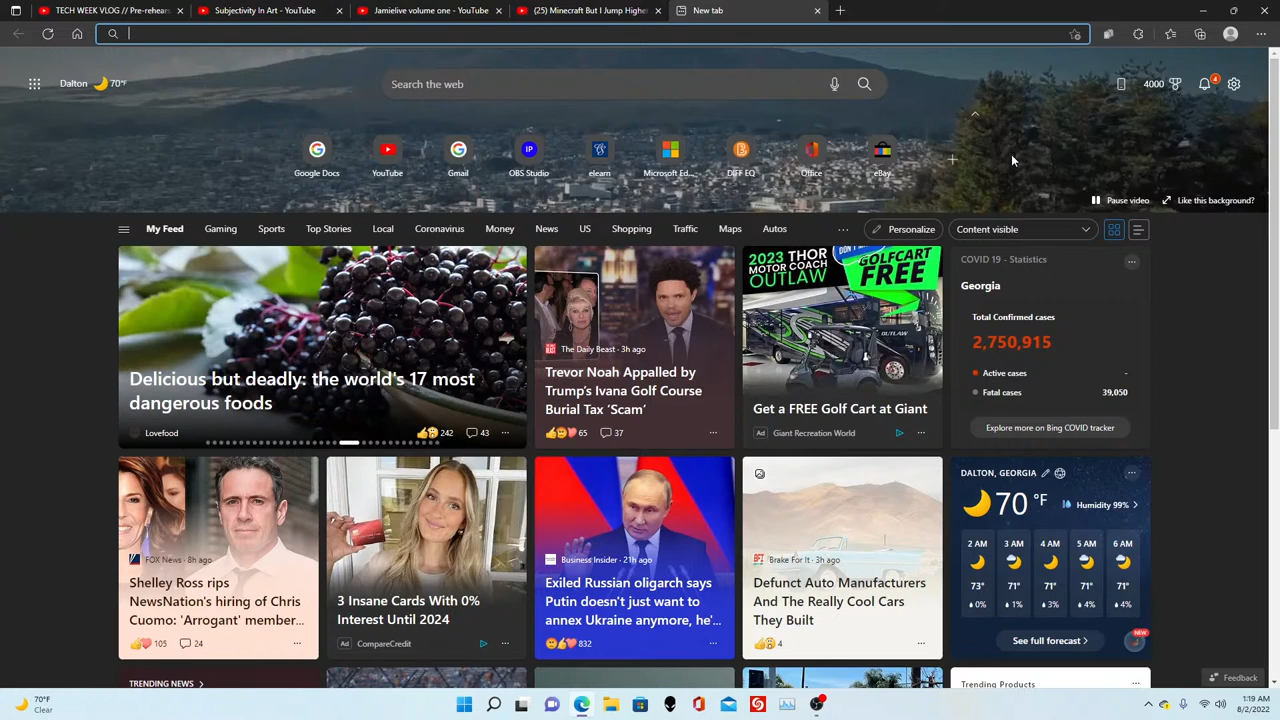 TECH WEEK VLOG // Pre-rehear
Subjectivity In Art - YouTube
Jamielive volume one - YouTube
(25) Minecraft But I Jump Higher
New tab
Dalton 70°F
Search the web
4000
4
Google Docs
YouTube
Gmail
IP
OBS Studio
elearn
Microsoft Ed...
DIFF EQ
Office
eBay
Pause video
Like this background?
My Feed
Gaming
Sports
Top Stories
Local
Coronavirus
Money
News
US
Shopping
Traffic
Maps
Autos
...
Personalize
Content visible
Delicious but deadly: the world's 17 most
dangerous foods
Lovefood
242
43
The Daily Beast · 3h ago
Trevor Noah Appalled by
Trump's Ivana Golf Course
Burial Tax 'Scam'
65
37
2023 THOR
MOTOR COACH
OUTLAW
GOLFCART
FREE
Get a FREE Golf Cart at Giant
Ad
Giant Recreation World
COVID 19 - Statistics
Georgia
Total Confirmed cases
2,750,915
Active cases
-
Fatal cases
39,050
Explore more on Bing COVID tracker
FOX News · 8h ago
Shelley Ross rips
NewsNation's hiring of Chris
Cuomo: 'Arrogant' member...
105
24
3 Insane Cards With 0%
Interest Until 2024
Ad
CompareCredit
Business Insider · 21h ago
Exiled Russian oligarch says
Putin doesn't just want to
annex Ukraine anymore, he'...
832
Brake For It · 3h ago
Defunct Auto Manufacturers
And The Really Cool Cars
They Built
4
DALTON, GEORGIA
70 °F
Humidity 99%
2 AM
3 AM
4 AM
5 AM
6 AM
73°
71°
71°
71°
71°
0%
1%
3%
4%
4%
See full forecast
NEW
TRENDING NEWS
Trending Products
Feedback
70°F
Clear
1:19 AM
8/2/2022